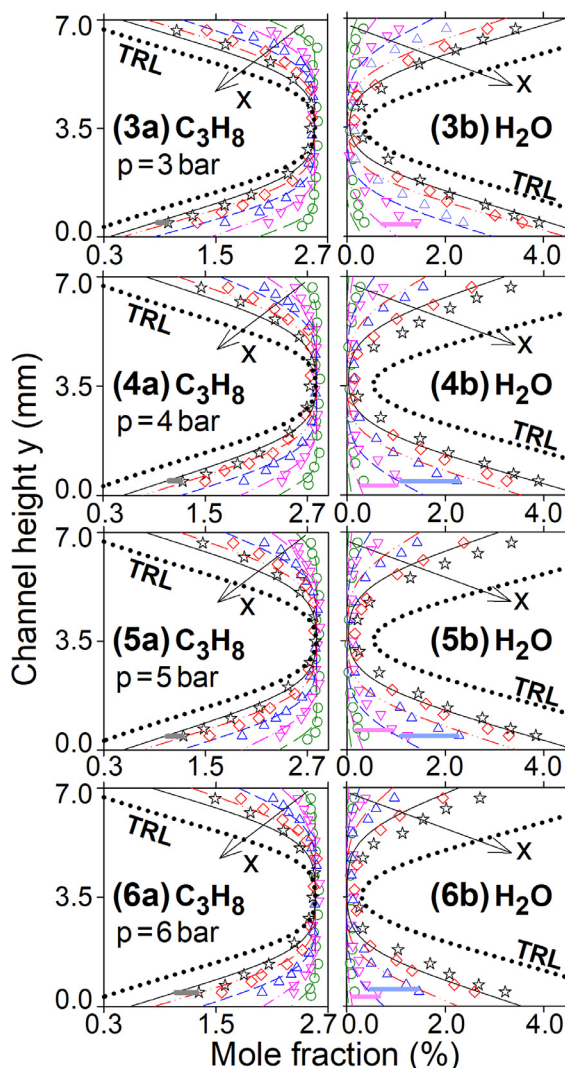 7.0
TRL
X
X
3.5
(3a) C₃H₈
(3b) H₂O
p = 3 bar
TRL
0.0
0.3 1.5 2.7 0.0 2.0 4.0
7.0
TRL
X
X
3.5
(4a) C₃H₈
(4b) H₂O
p = 4 bar
TRL
0.0
0.3 1.5 2.7 0.0 2.0 4.0
Channel height y (mm)
7.0
TRL
X
X
3.5
(5a) C₃H₈
(5b) H₂O
p = 5 bar
TRL
0.0
0.3 1.5 2.7 0.0 2.0 4.0
7.0
TRL
X
X
3.5
(6a) C₃H₈
(6b) H₂O
p = 6 bar
TRL
0.0
0.3 1.5 2.7 0.0 2.0 4.0
Mole fraction (%)